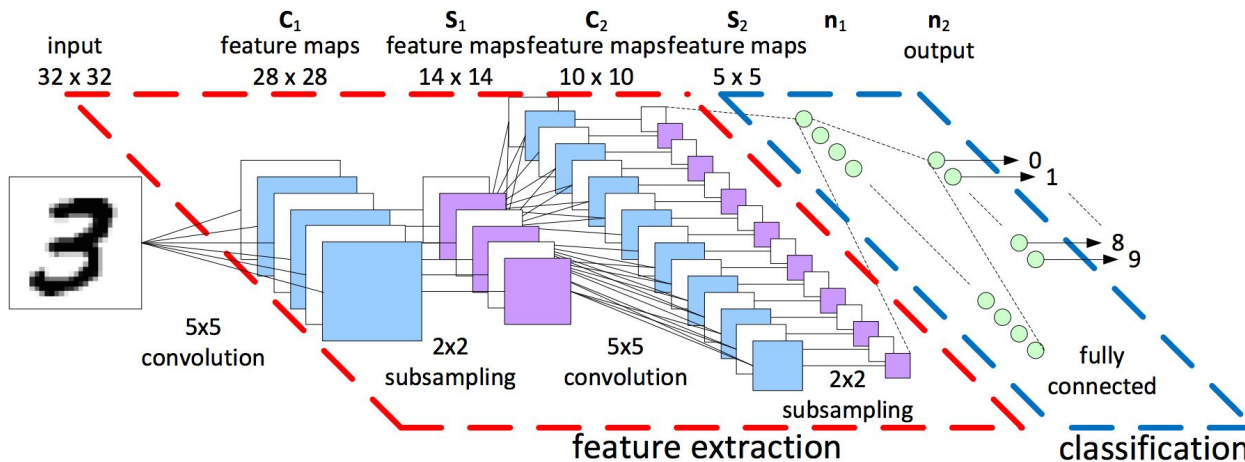 C₁ S₁ C₂ S₂ n₁ n₂
input feature maps feature maps feature maps feature maps output
32 x 32 28 x 28 14 x 14 10 x 10 5 x 5
0
1
3
8
9
5x5
convolution
2x2
subsampling
5x5
convolution
2x2
subsampling
fully
connected
feature extraction
classification